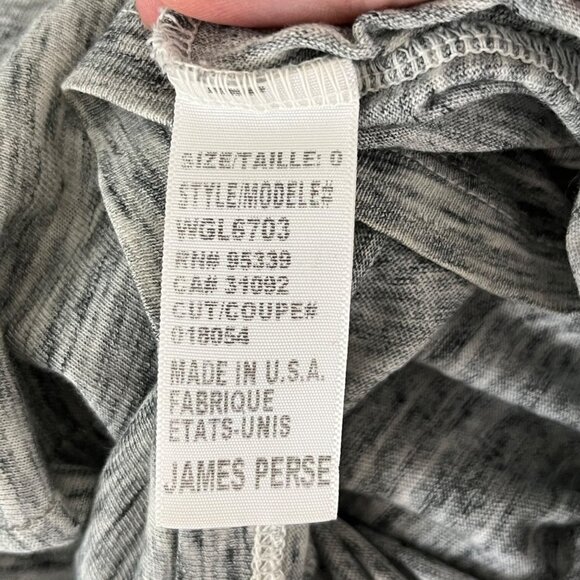 SIZE/TAILLE: 0
STYLE/MODELE#
WGL6703
RN# 95339
CA# 31092
CUT/COUPE#
018054
MADE IN U.S.A.
FABRIQUE
ETATS-UNIS
JAMES PERSE